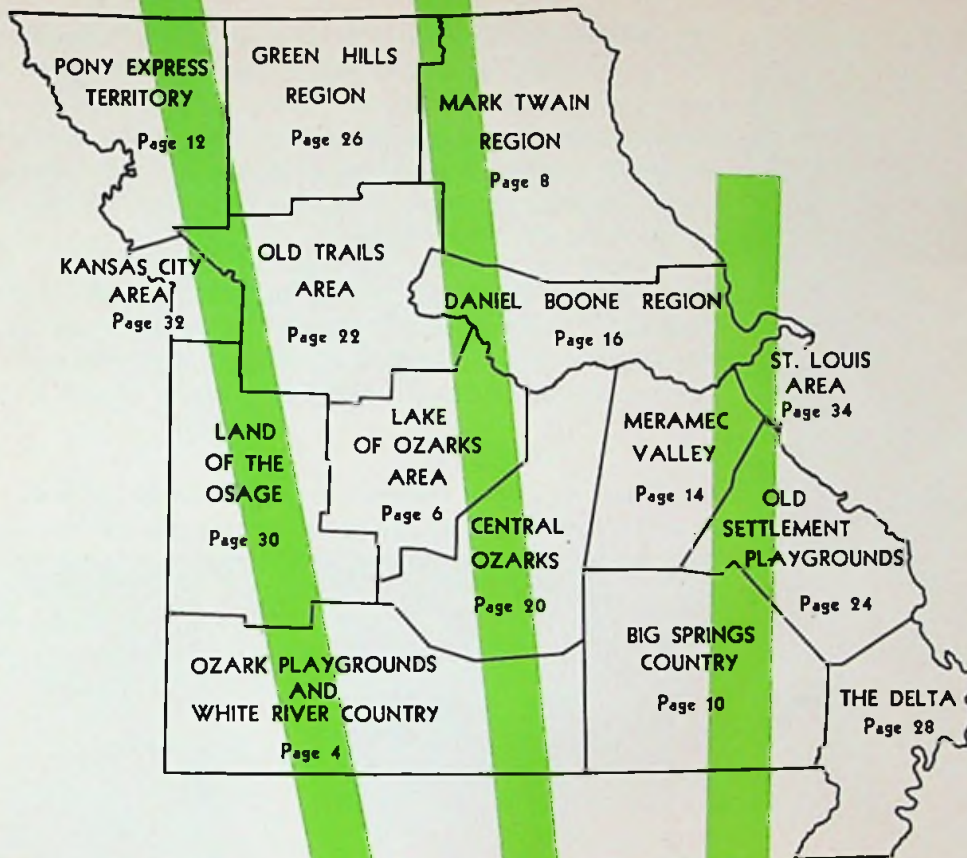 PONY EXPRESS
TERRITORY
Page 12
GREEN HILLS
REGION
Page 26
MARK TWAIN
REGION
Page 8
KANSAS CITY
AREA
Page 32
OLD TRAILS
AREA
Page 22
DANIEL BOONE REGION
Page 16
ST. LOUIS
AREA
Page 34
LAND
OF THE
OSAGE
Page 30
LAKE
OF OZARKS
AREA
Page 6
CENTRAL
OZARKS
Page 20
MERAMEC
VALLEY
Page 14
OLD
SETTLEMENT
PLAYGROUNDS
Page 24
OZARK PLAYGROUNDS
AND
WHITE RIVER COUNTRY
Page 4
BIG SPRINGS
COUNTRY
Page 10
THE DELTA
Page 28